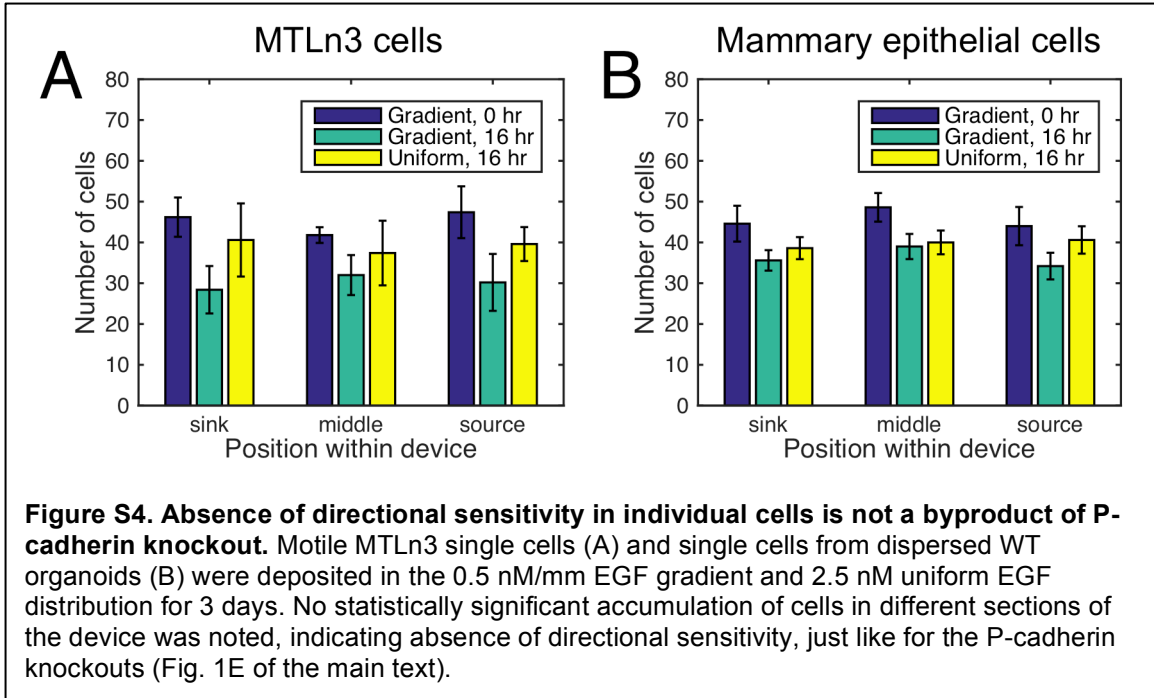 A
MTLn3 cells
80
70
60
50
40
30
20
10
0
Number of cells
Gradient, 0 hr
Gradient, 16 hr
Uniform, 16 hr
sink middle source
Position within device
B
Mammary epithelial cells
80
70
60
50
40
30
20
10
0
Number of cells
Gradient, 0 hr
Gradient, 16 hr
Uniform, 16 hr
sink middle source
Position within device
Figure S4. Absence of directional sensitivity in individual cells is not a byproduct of P-
cadherin knockout. Motile MTLn3 single cells (A) and single cells from dispersed WT
organoids (B) were deposited in the 0.5 nM/mm EGF gradient and 2.5 nM uniform EGF
distribution for 3 days. No statistically significant accumulation of cells in different sections of
the device was noted, indicating absence of directional sensitivity, just like for the P-cadherin
knockouts (Fig. 1E of the main text).